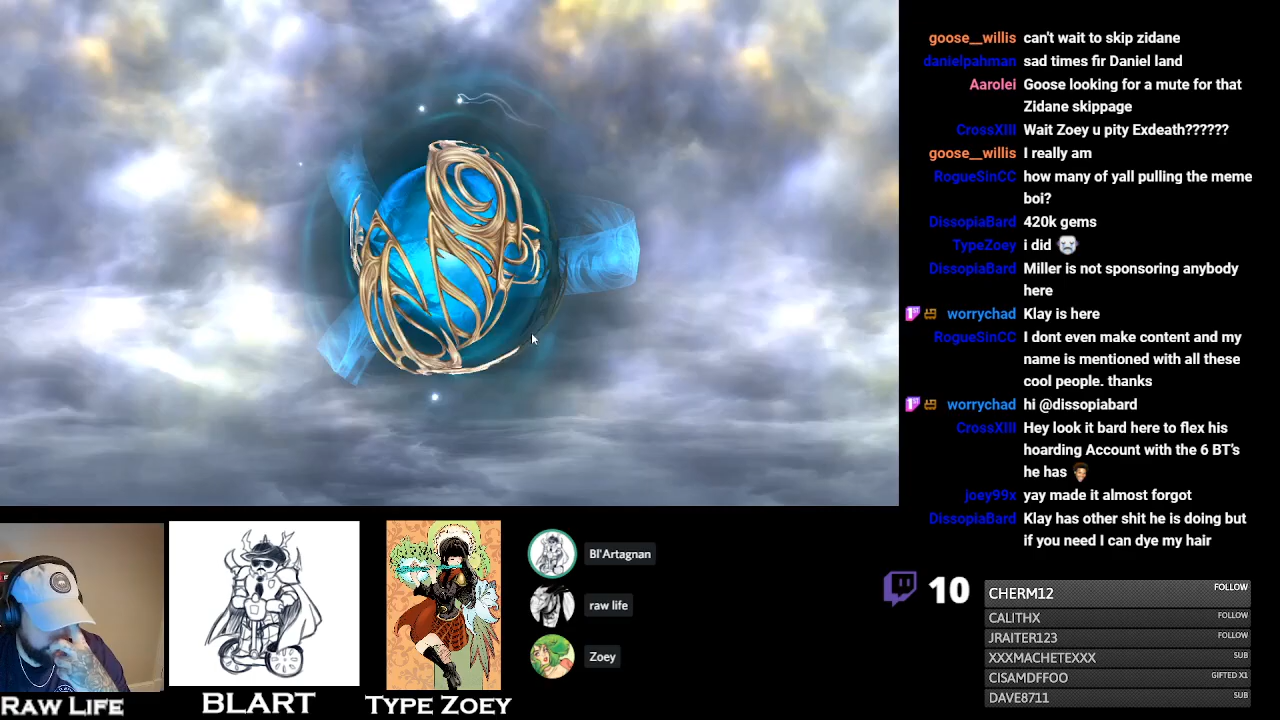 goose__willis can't wait to skip zidane
danielpahman sad times fir Daniel land
Aarolei Goose looking for a mute for that
Zidane skippage
CrossXIII Wait Zoey u pity Exdeath??????
goose__willis I really am
RogueSinCC how many of yall pulling the meme
boi?
DissopiaBard 420k gems
TypeZoey i did
DissopiaBard Miller is not sponsoring anybody
here
worrychad Klay is here
RogueSinCC I dont even make content and my
name is mentioned with all these
cool people. thanks
worrychad hi @dissopiabard
CrossXIII Hey look it bard here to flex his
hoarding Account with the 6 BT's
he has
joey99x yay made it almost forgot
DissopiaBard Klay has other shit he is doing but
if you need I can dye my hair
Bl'Artagnan
raw life
Zoey
RAW LIFE
BLART
TYPE ZOEY
10
CHERM12 FOLLOW
CALITHX FOLLOW
JRAITER123 FOLLOW
XXXMACHETEXXX SUB
CISAMDFFOO GIFTED X1
DAVE8711 SUB